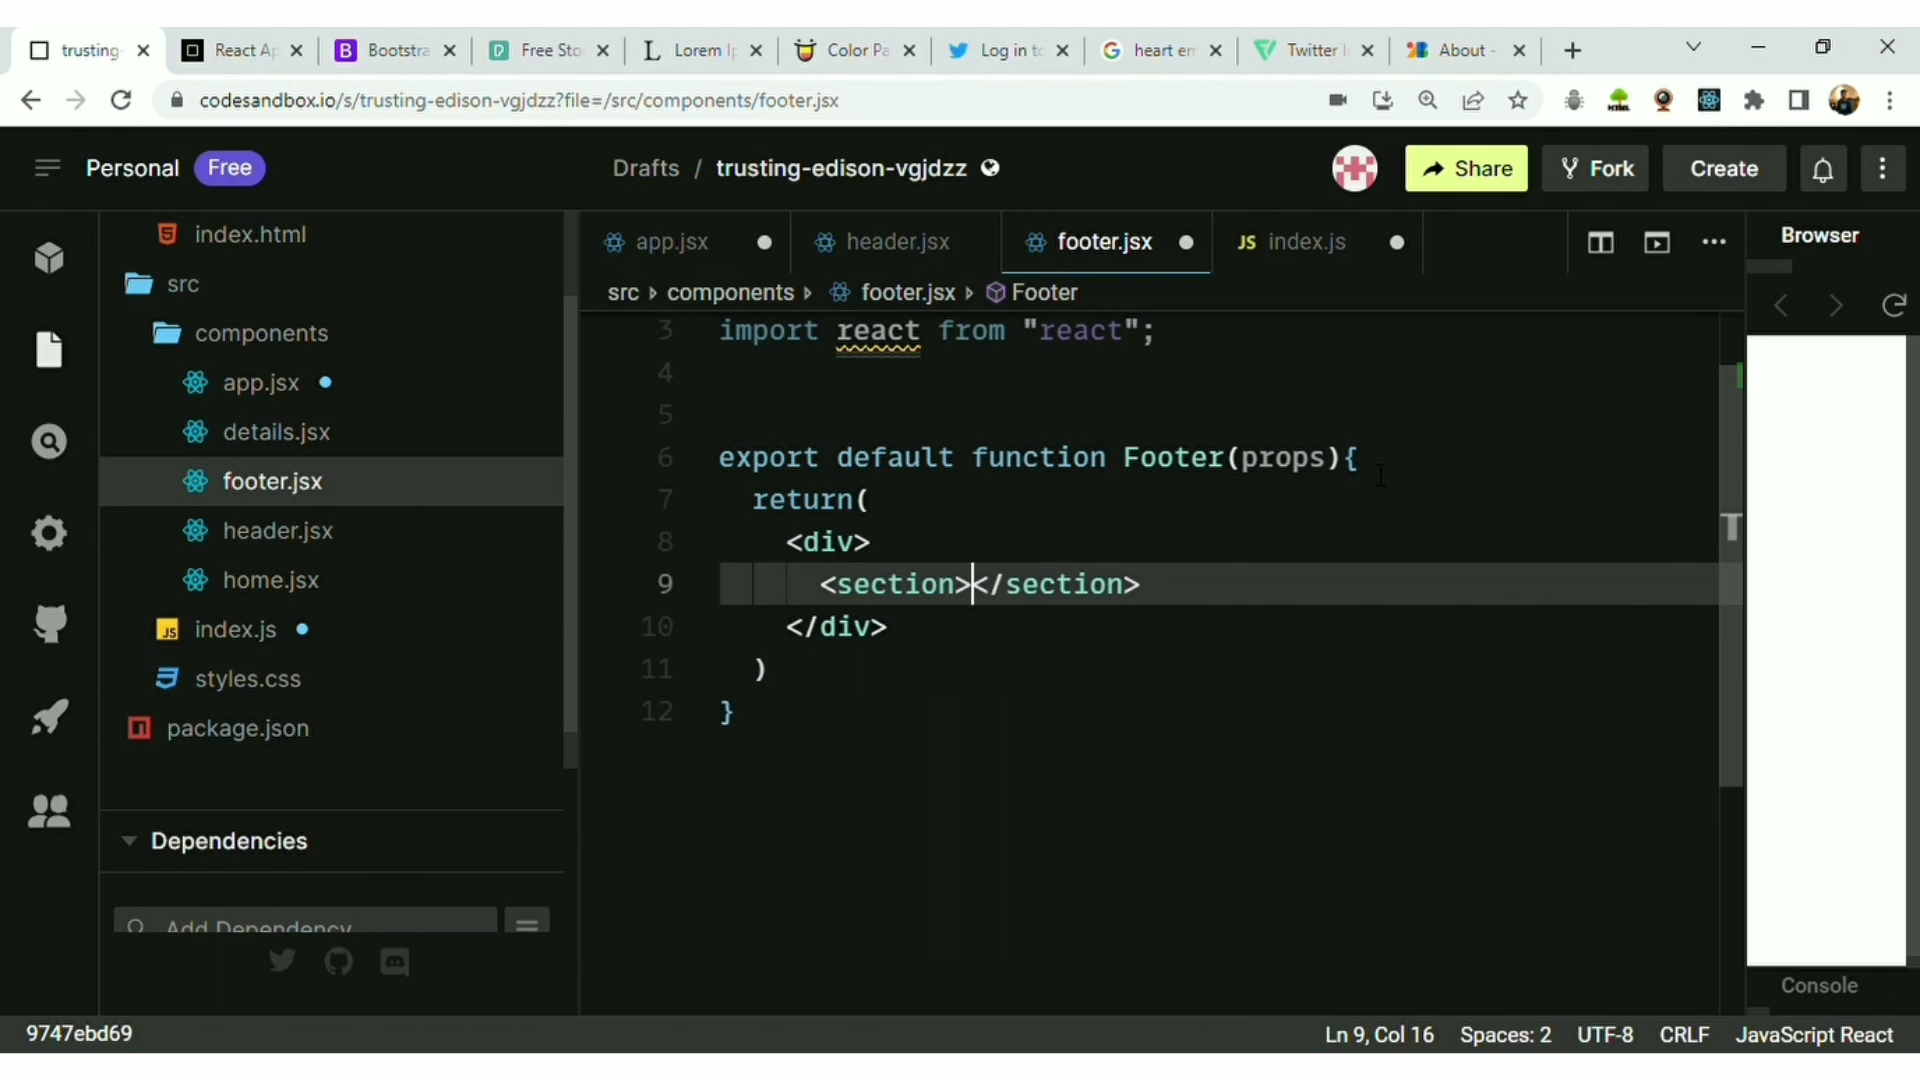 trusting-
React Ap
Bootstra
Free Sto
Lorem Ip
Color Pa
Log in to
heart em
Twitter I
About -
codesandbox.io/s/trusting-edison-vgjdzz?file=/src/components/footer.jsx
Personal Free Drafts / trusting-edison-vgjdzz Share Fork Create
index.html
src
components
app.jsx
details.jsx
footer.jsx
header.jsx
home.jsx
JS index.js
styles.css
package.json
Dependencies
Add Dependency
app.jsx header.jsx footer.jsx JS index.js
src components footer.jsx Footer
3 import react from "react";
4
5
6 export default function Footer(props){
7 return(
8 <div>
9 <section></section>
10 </div>
11 )
12 }
Browser
Console
9747ebd69 Ln 9, Col 16 Spaces: 2 UTF-8 CRLF JavaScript React